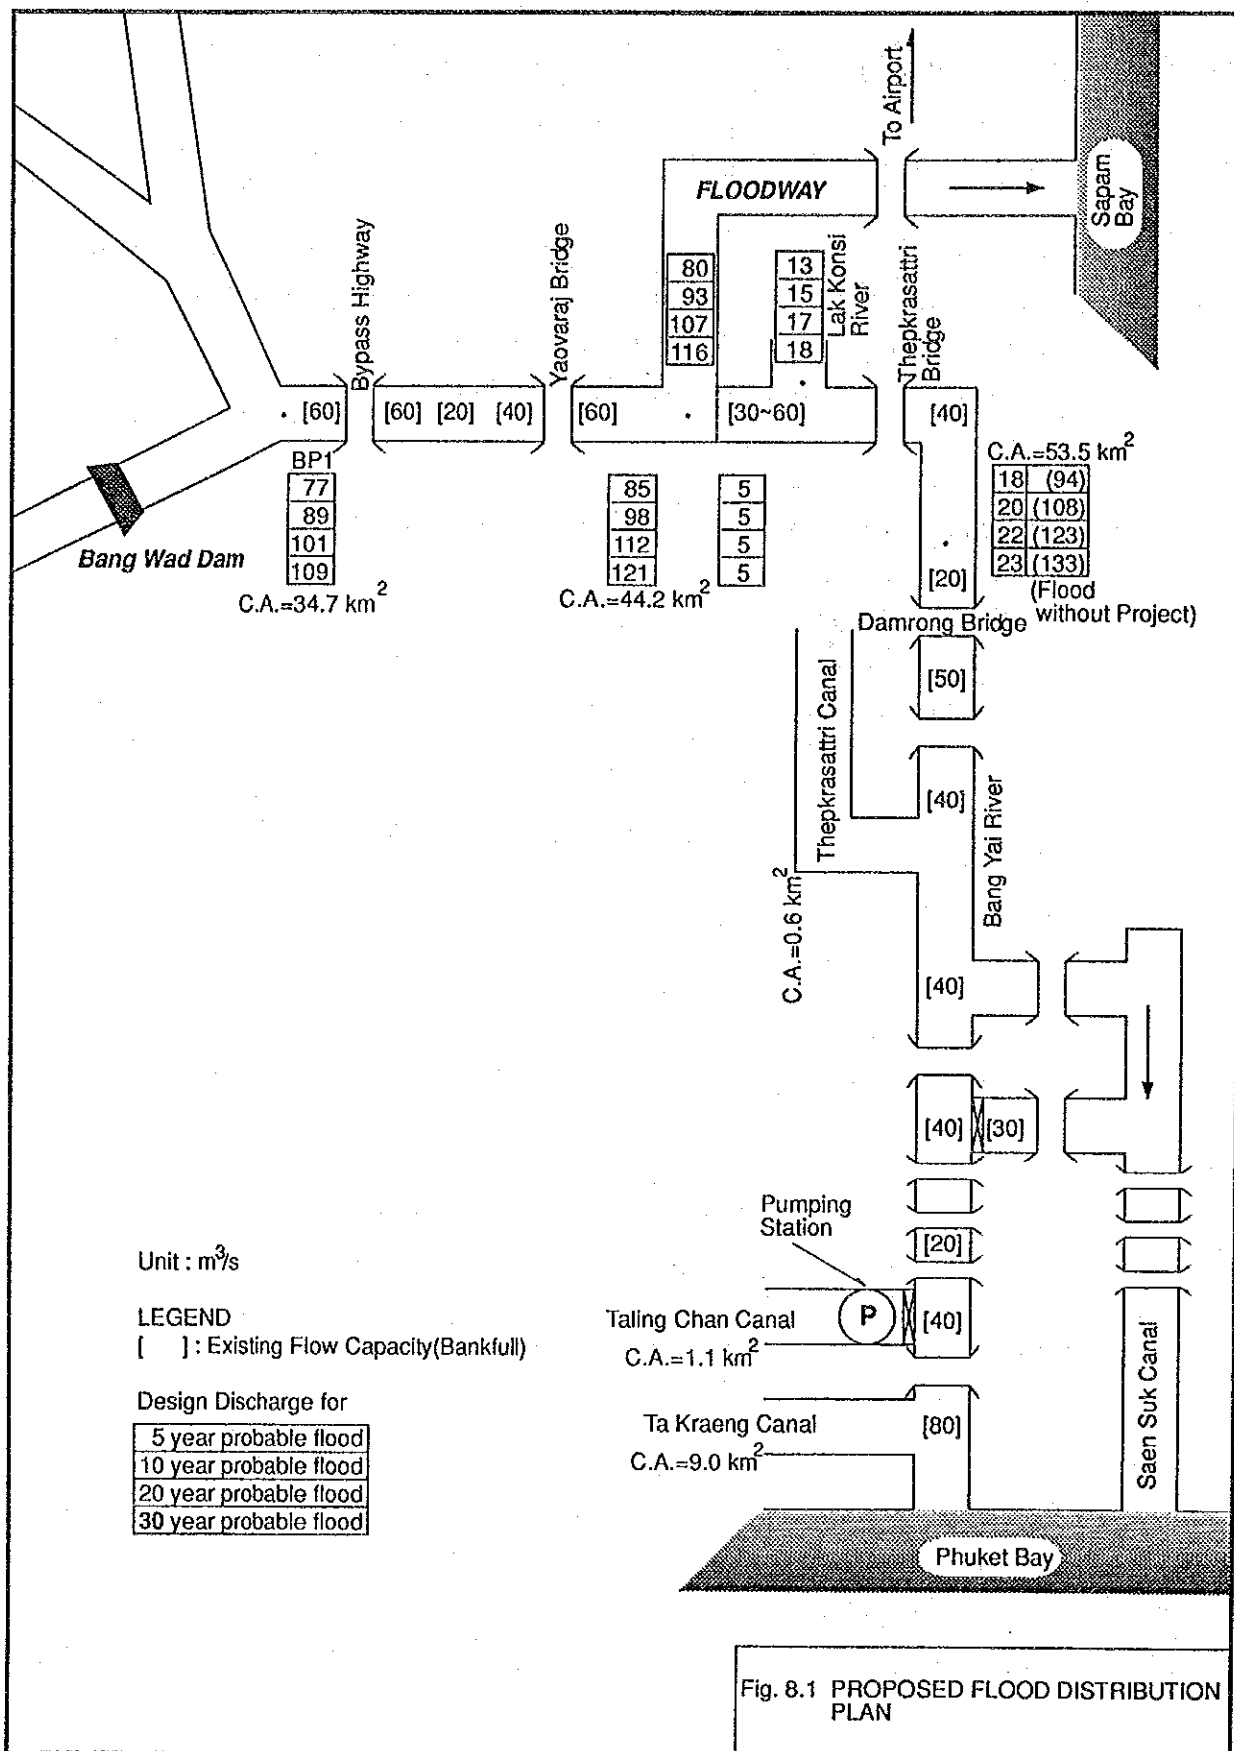 To Airport
Sapam
Bay
FLOODWAY
Bypass Highway
Yaovaraj Bridge
80
93
107
116
13
15
17
18
Lak Konsi
River
Thepkrasattri
Bridge
[60]
[60]
[20]
[40]
[60]
[30~60]
[40]
BP1
77
89
101
109
C.A.=34.7 km²
Bang Wad Dam
85
98
112
121
C.A.=44.2 km²
5
5
5
5
C.A.=53.5 km²
18 (94)
20 (108)
22 (123)
23 (133)
(Flood
without Project)
[20]
Damrong Bridge
[50]
Thepkrasattri Canal
[40]
Bang Yai River
C.A.=0.6 km²
[40]
[40]
[30]
Pumping
Station
[20]
Taling Chan Canal
P
[40]
C.A.=1.1 km²
Ta Kraeng Canal
[80]
C.A.=9.0 km²
Saen Suk Canal
Phuket Bay
Unit : m³/s
LEGEND
[ ] : Existing Flow Capacity(Bankfull)
Design Discharge for
5 year probable flood
10 year probable flood
20 year probable flood
30 year probable flood
Fig. 8.1 PROPOSED FLOOD DISTRIBUTION
PLAN